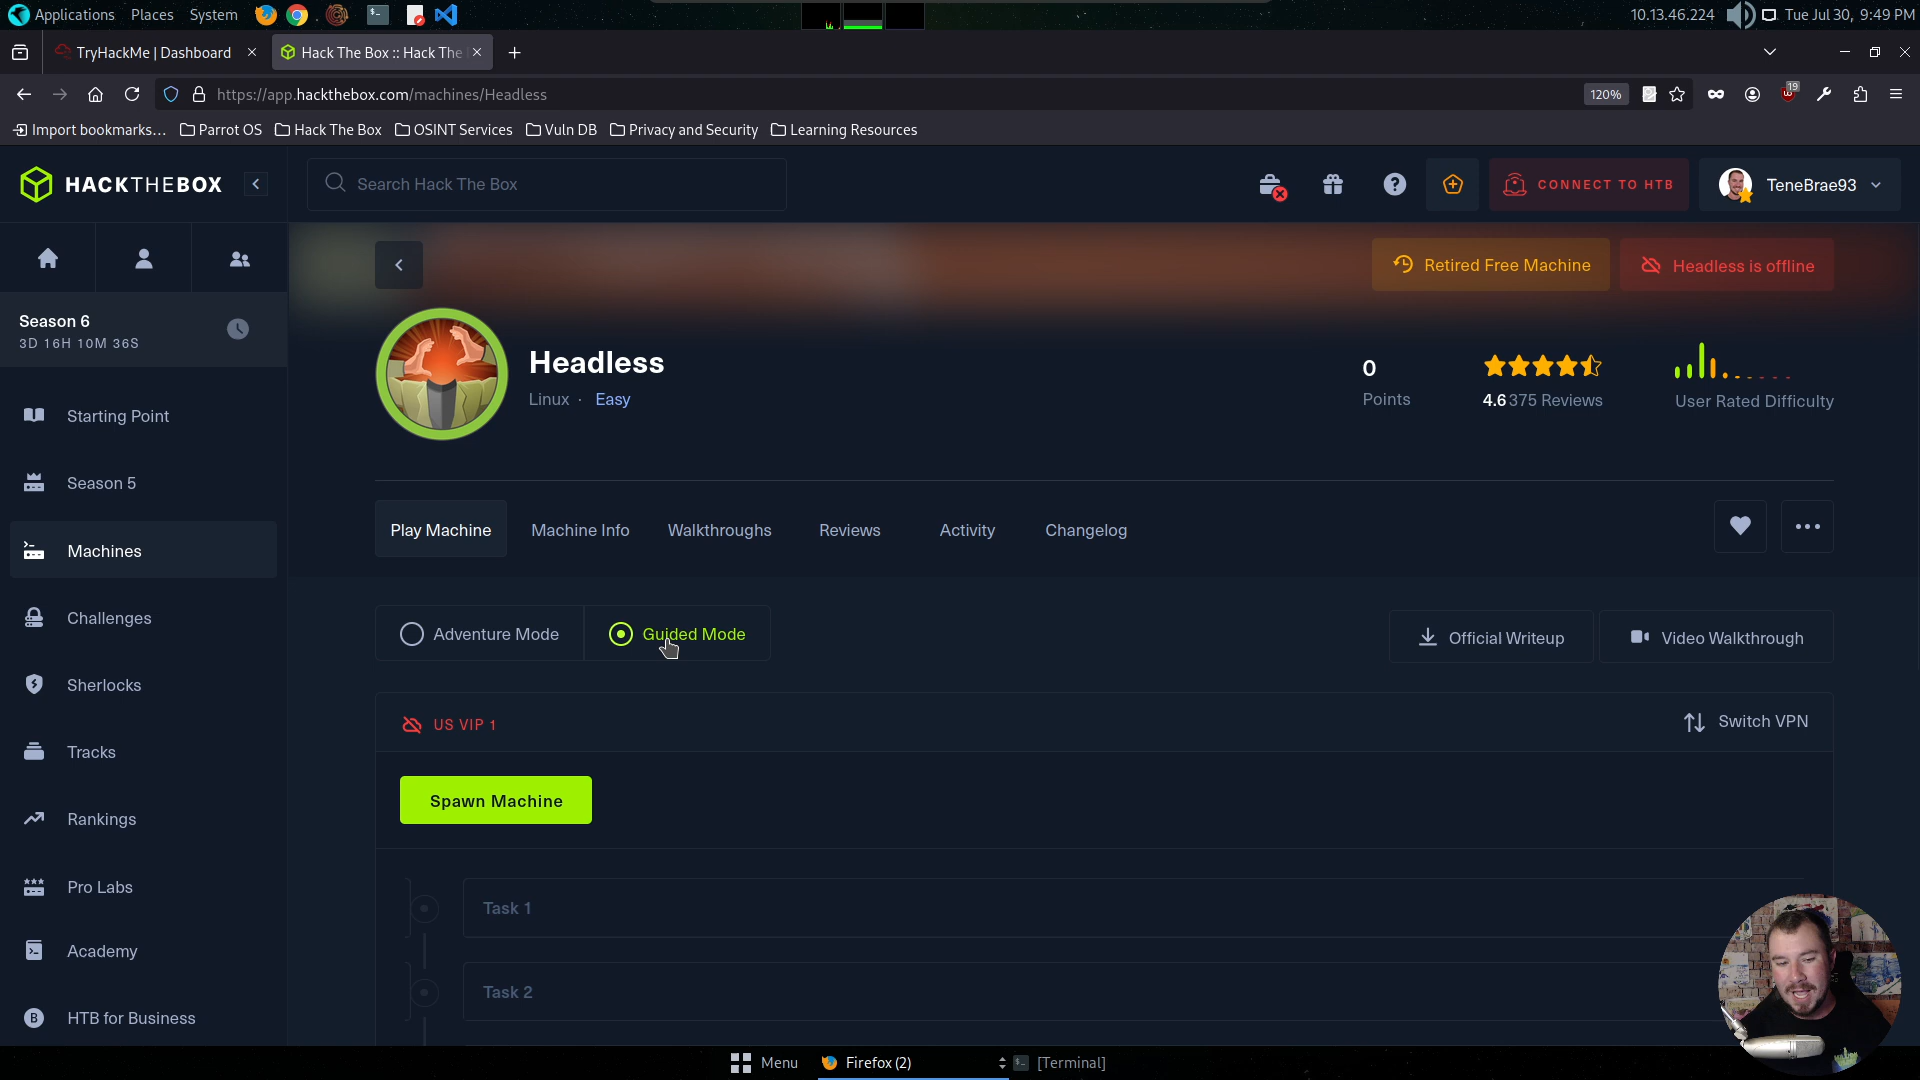 Applications Places System
10.13.46.224 Tue Jul 30, 9:49 PM
TryHackMe | Dashboard
Hack The Box :: Hack The
https://app.hackthebox.com/machines/Headless
120%
19
Import bookmarks...
Parrot OS
Hack The Box
OSINT Services
Vuln DB
Privacy and Security
Learning Resources
HACKTHEBOX
Search Hack The Box
CONNECT TO HTB
TeneBrae93
Retired Free Machine
Headless is offline
Season 6
3D 16H 10M 36S
Headless
Linux · Easy
0
Points
4.6 375 Reviews
User Rated Difficulty
Starting Point
Season 5
Machines
Challenges
Sherlocks
Tracks
Rankings
Pro Labs
Academy
B HTB for Business
Play Machine
Machine Info
Walkthroughs
Reviews
Activity
Changelog
Adventure Mode
Guided Mode
Official Writeup
Video Walkthrough
US VIP 1
Switch VPN
Spawn Machine
Task 1
Task 2
Menu
Firefox (2)
[Terminal]